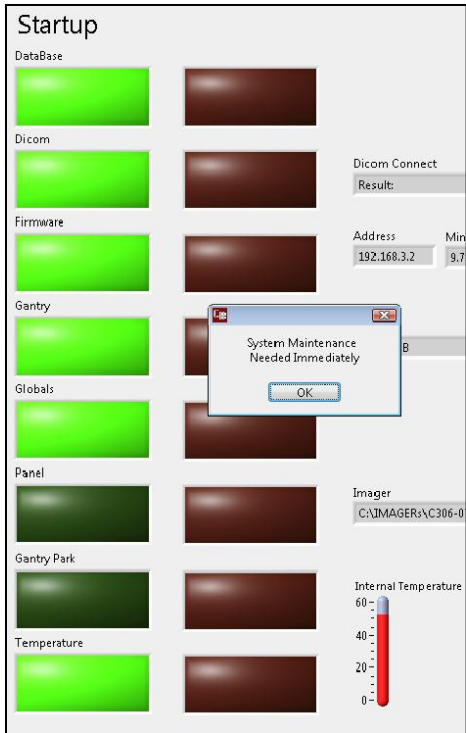 Startup
DataBase
Dicom
Dicom Connect
Result:
Firmware
Address Min
192.168.3.2 9.7
Gantry
System Maintenance
Needed Immediately
B
OK
Globals
Panel
Imager
C:\IMAGERs\C306-0
Gantry Park
Internal Temperature
60
40
20
0
Temperature